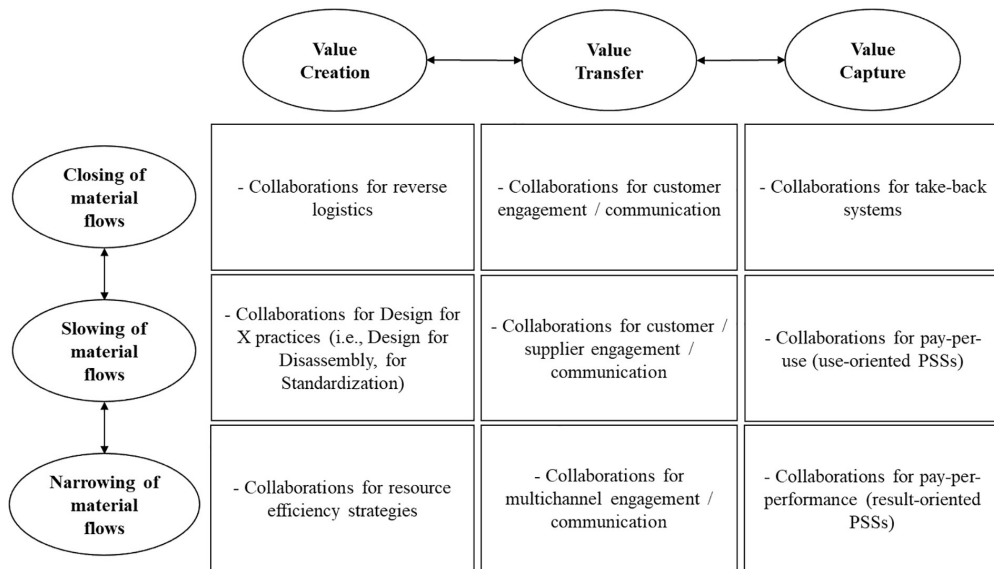 Value
Creation
Value
Transfer
Value
Capture
Closing of
material
flows
- Collaborations for reverse
logistics
- Collaborations for customer
engagement / communication
- Collaborations for take-back
systems
Slowing of
material
flows
- Collaborations for Design for
X practices (i.e., Design for
Disassembly, for
Standardization)
- Collaborations for customer /
supplier engagement /
communication
- Collaborations for pay-per-
use (use-oriented PSSs)
Narrowing of
material
flows
- Collaborations for resource
efficiency strategies
- Collaborations for
multichannel engagement /
communication
- Collaborations for pay-per-
performance (result-oriented
PSSs)